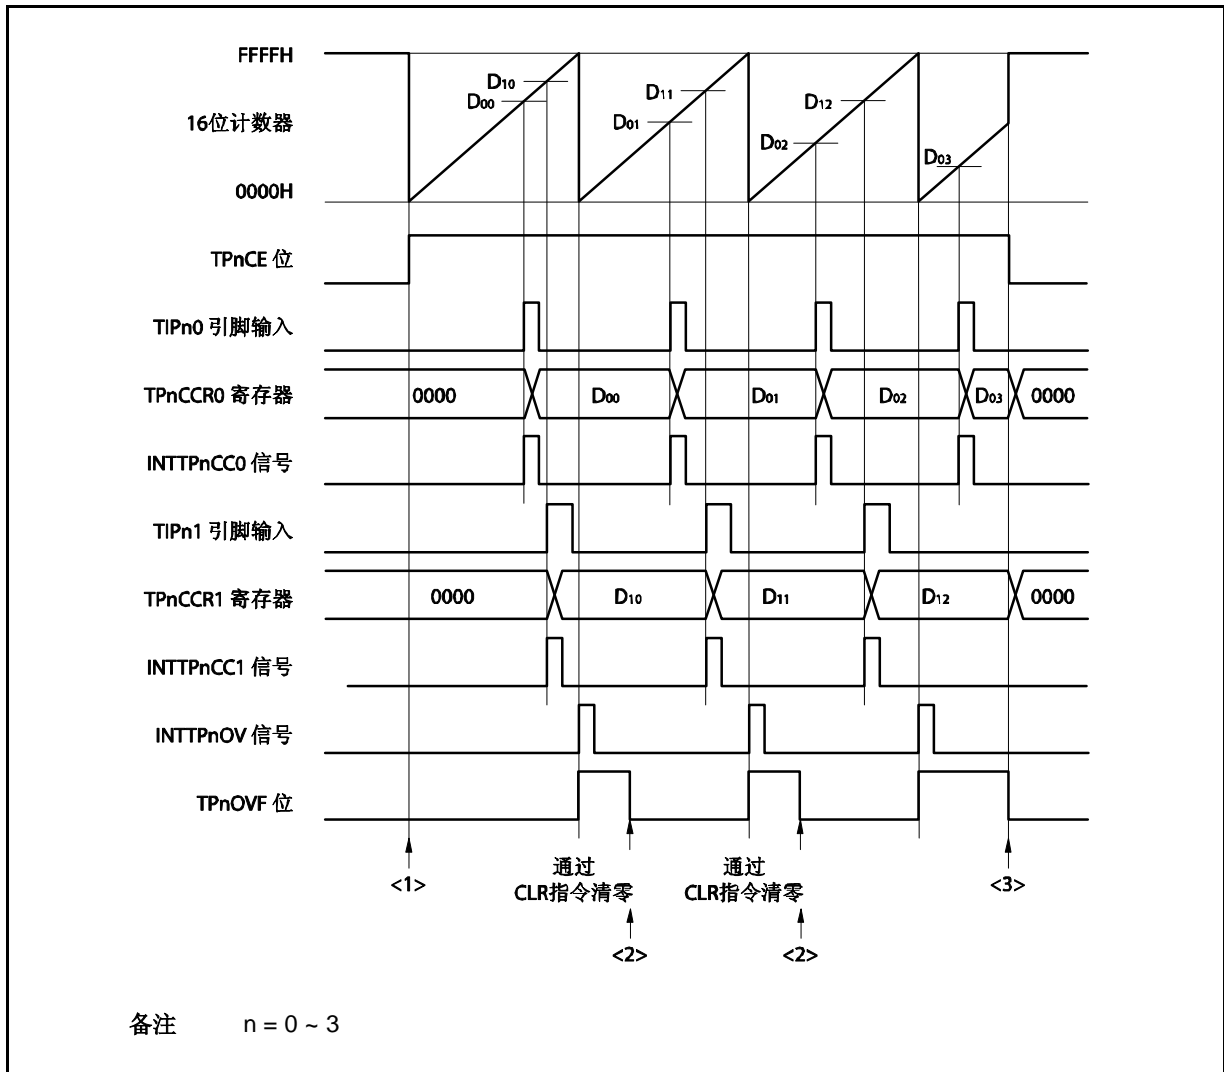 FFFFH
D10
D00
D11
D01
D12
D02
D03
16位计数器
0000H
TPnCE 位
TIPn0 引脚输入
TPnCCR0 寄存器
0000
D00
D01
D02
D03
0000
INTTPnCC0 信号
TIPn1 引脚输入
TPnCCR1 寄存器
0000
D10
D11
D12
0000
INTTPnCC1 信号
INTTPnOV 信号
TPnOVF 位
<1>
通过
CLR指令清零
<2>
通过
CLR指令清零
<2>
<3>
备注 n = 0 ~ 3